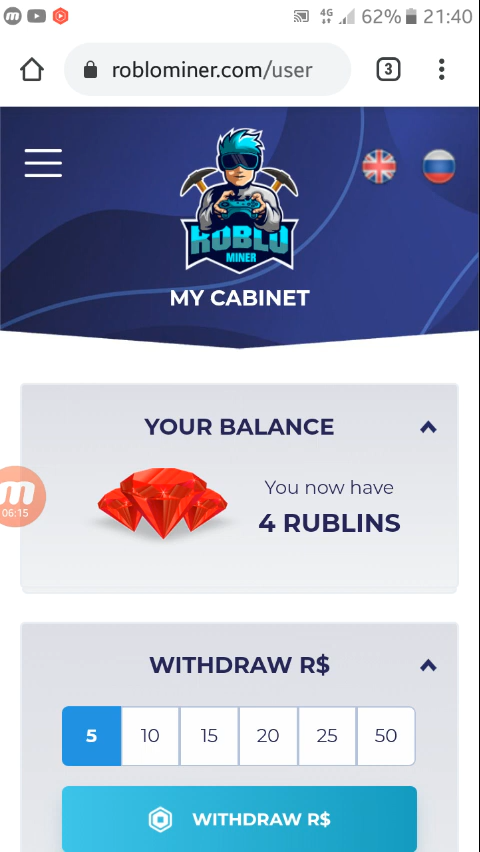 4G 62% 21:40
roblominer.com/user 3
ROBLO
MINER
MY CABINET
YOUR BALANCE
You now have
4 RUBLINS
06:15
WITHDRAW R$
5 10 15 20 25 50
WITHDRAW R$